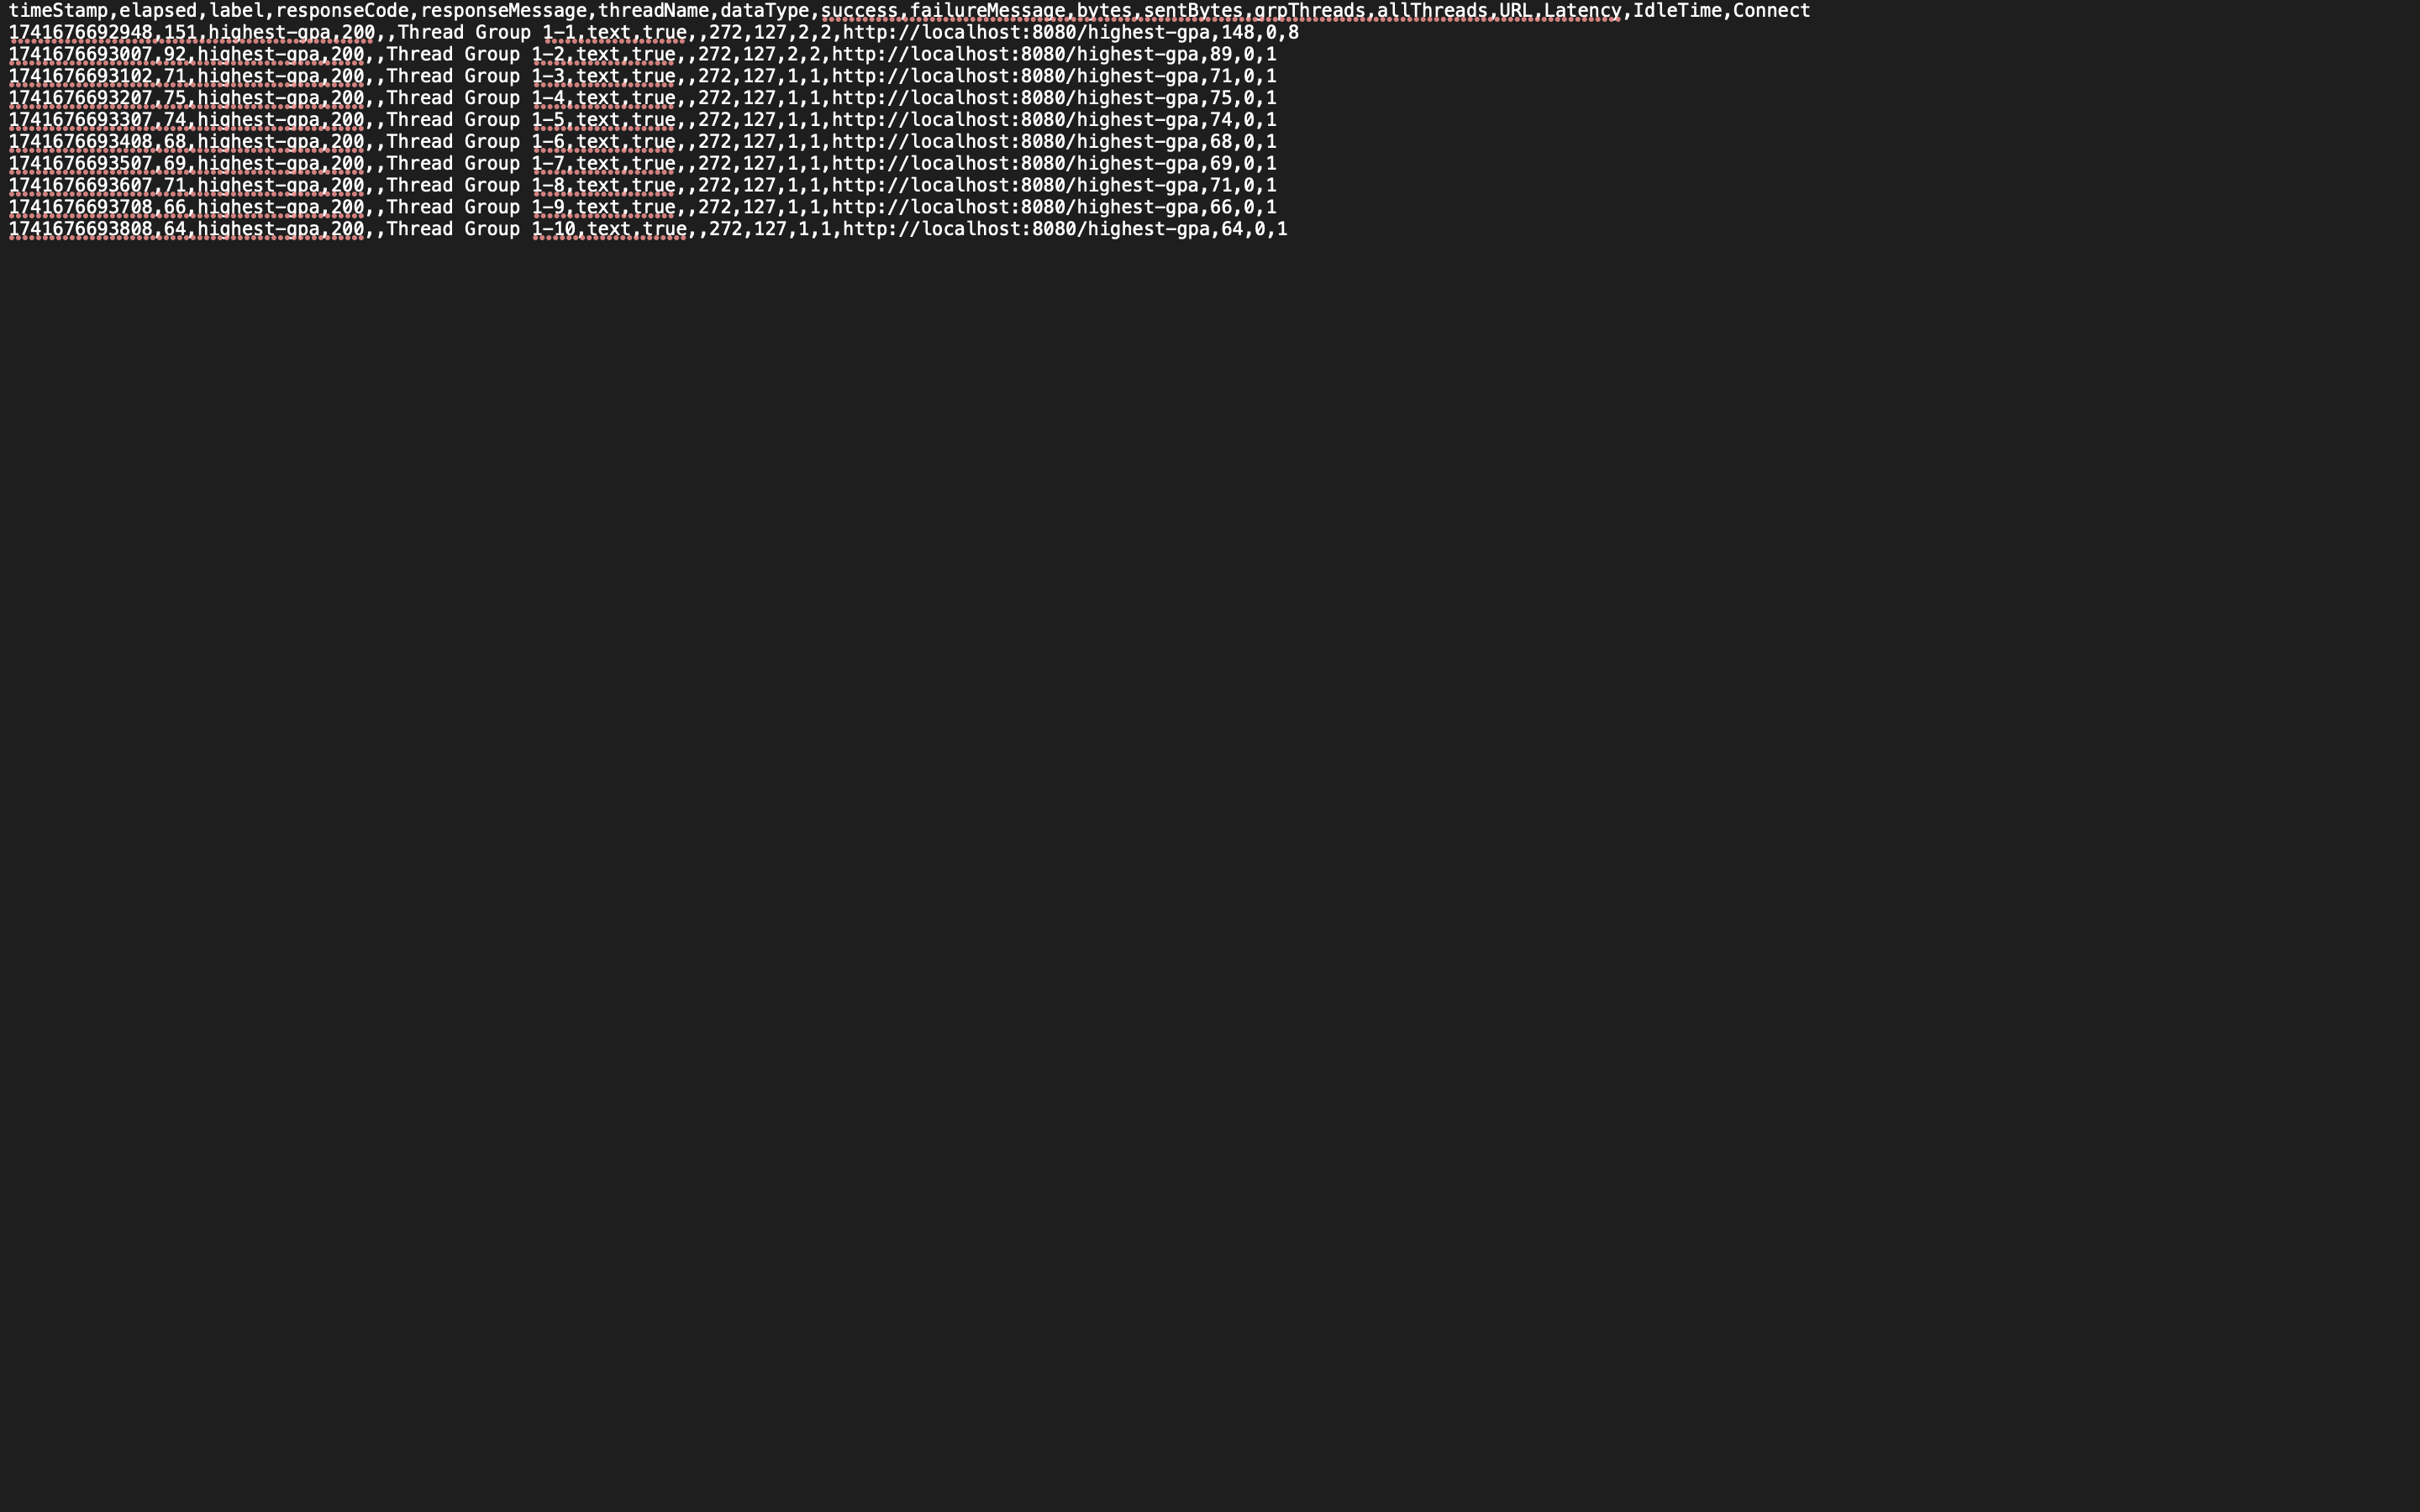 timeStamp,elapsed,label,responseCode,responseMessage,threadName,dataType,success,failureMessage,bytes,sentBytes,grpThreads,allThreads,URL,Latency,IdleTime,Connect
1741676692948,151,highest-gpa,200,,Thread Group 1-1,text,true,,272,127,2,2,http://localhost:8080/highest-gpa,148,0,8
1741676693007,92,highest-gpa,200,,Thread Group 1-2,text,true,,272,127,2,2,http://localhost:8080/highest-gpa,89,0,1
1741676693102,71,highest-gpa,200,,Thread Group 1-3,text,true,,272,127,1,1,http://localhost:8080/highest-gpa,71,0,1
1741676693207,75,highest-gpa,200,,Thread Group 1-4,text,true,,272,127,1,1,http://localhost:8080/highest-gpa,75,0,1
1741676693307,74,highest-gpa,200,,Thread Group 1-5,text,true,,272,127,1,1,http://localhost:8080/highest-gpa,74,0,1
1741676693408,68,highest-gpa,200,,Thread Group 1-6,text,true,,272,127,1,1,http://localhost:8080/highest-gpa,68,0,1
1741676693507,69,highest-gpa,200,,Thread Group 1-7,text,true,,272,127,1,1,http://localhost:8080/highest-gpa,69,0,1
1741676693607,71,highest-gpa,200,,Thread Group 1-8,text,true,,272,127,1,1,http://localhost:8080/highest-gpa,71,0,1
1741676693708,66,highest-gpa,200,,Thread Group 1-9,text,true,,272,127,1,1,http://localhost:8080/highest-gpa,66,0,1
1741676693808,64,highest-gpa,200,,Thread Group 1-10,text,true,,272,127,1,1,http://localhost:8080/highest-gpa,64,0,1